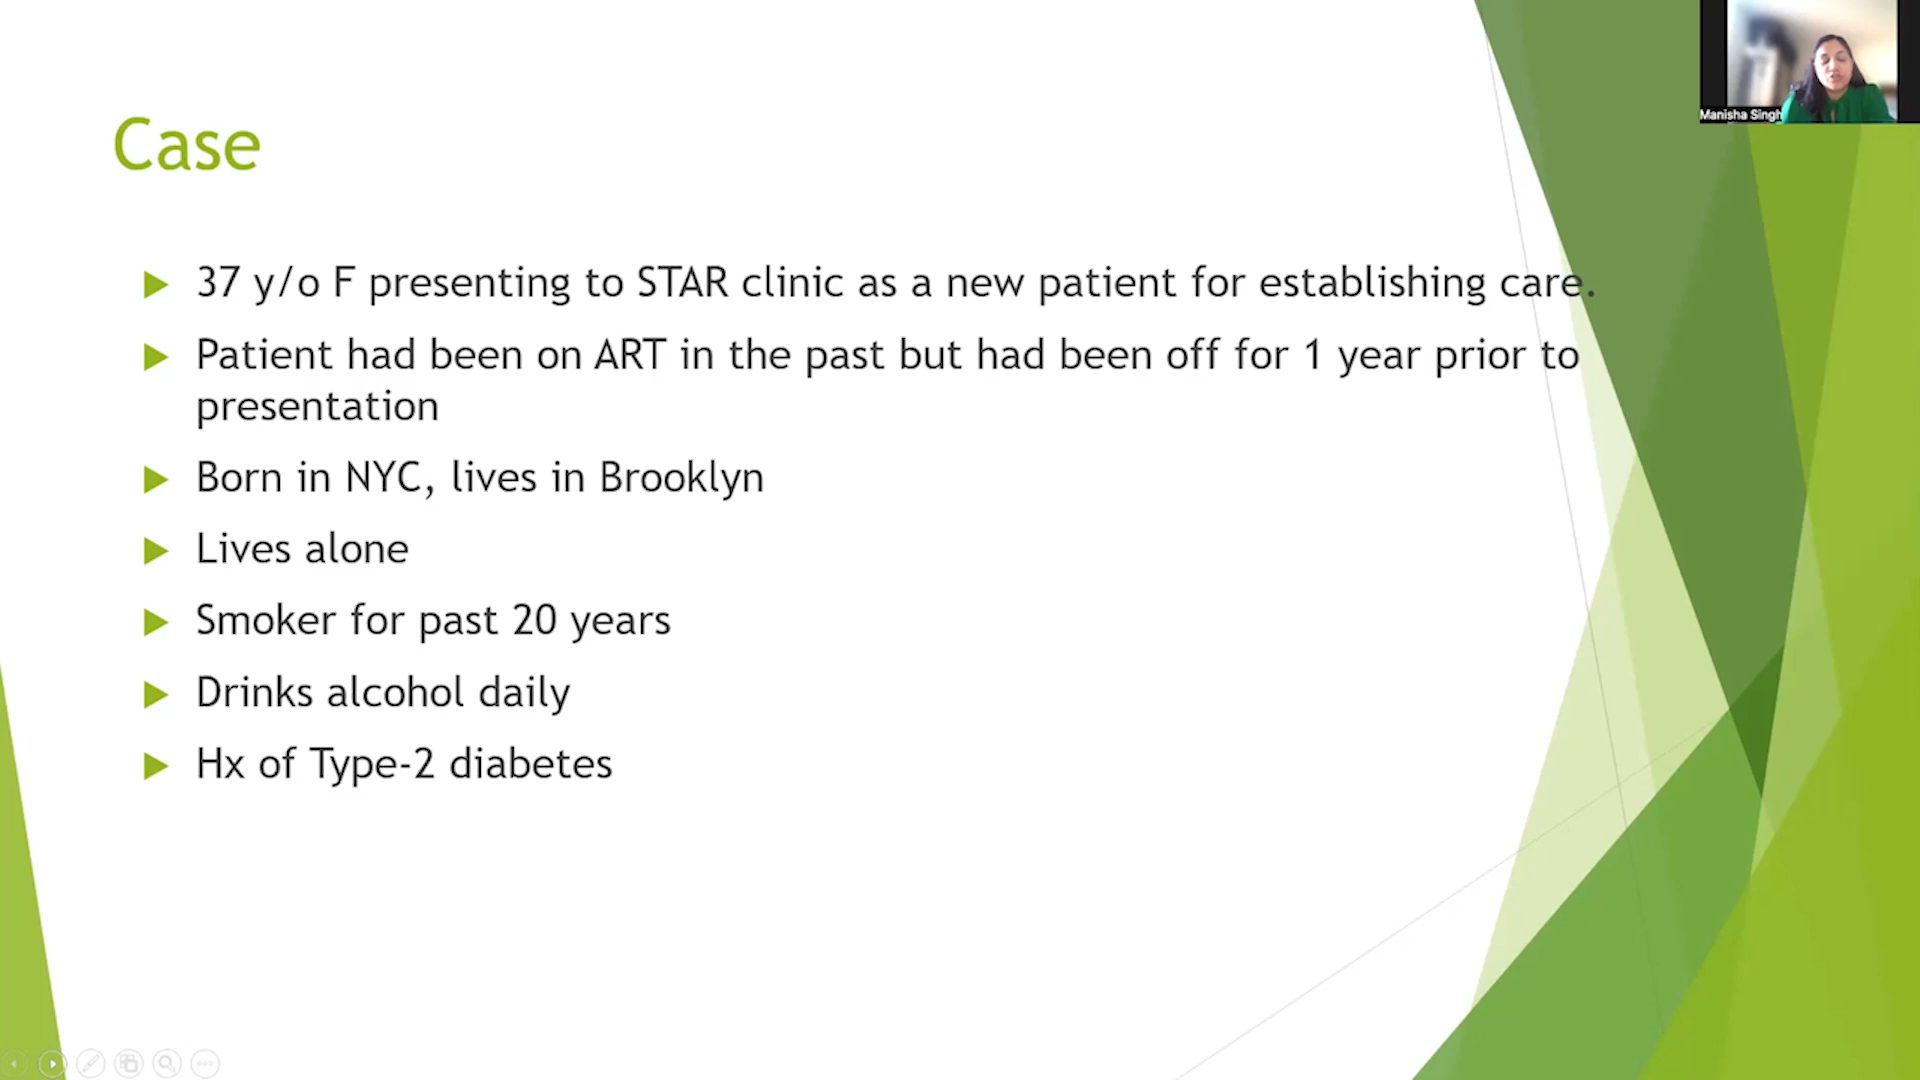 Manisha Singh
Case
37 y/o F presenting to STAR clinic as a new patient for establishing care.
Patient had been on ART in the past but had been off for 1 year prior to
presentation
Born in NYC, lives in Brooklyn
Lives alone
Smoker for past 20 years
Drinks alcohol daily
Hx of Type-2 diabetes